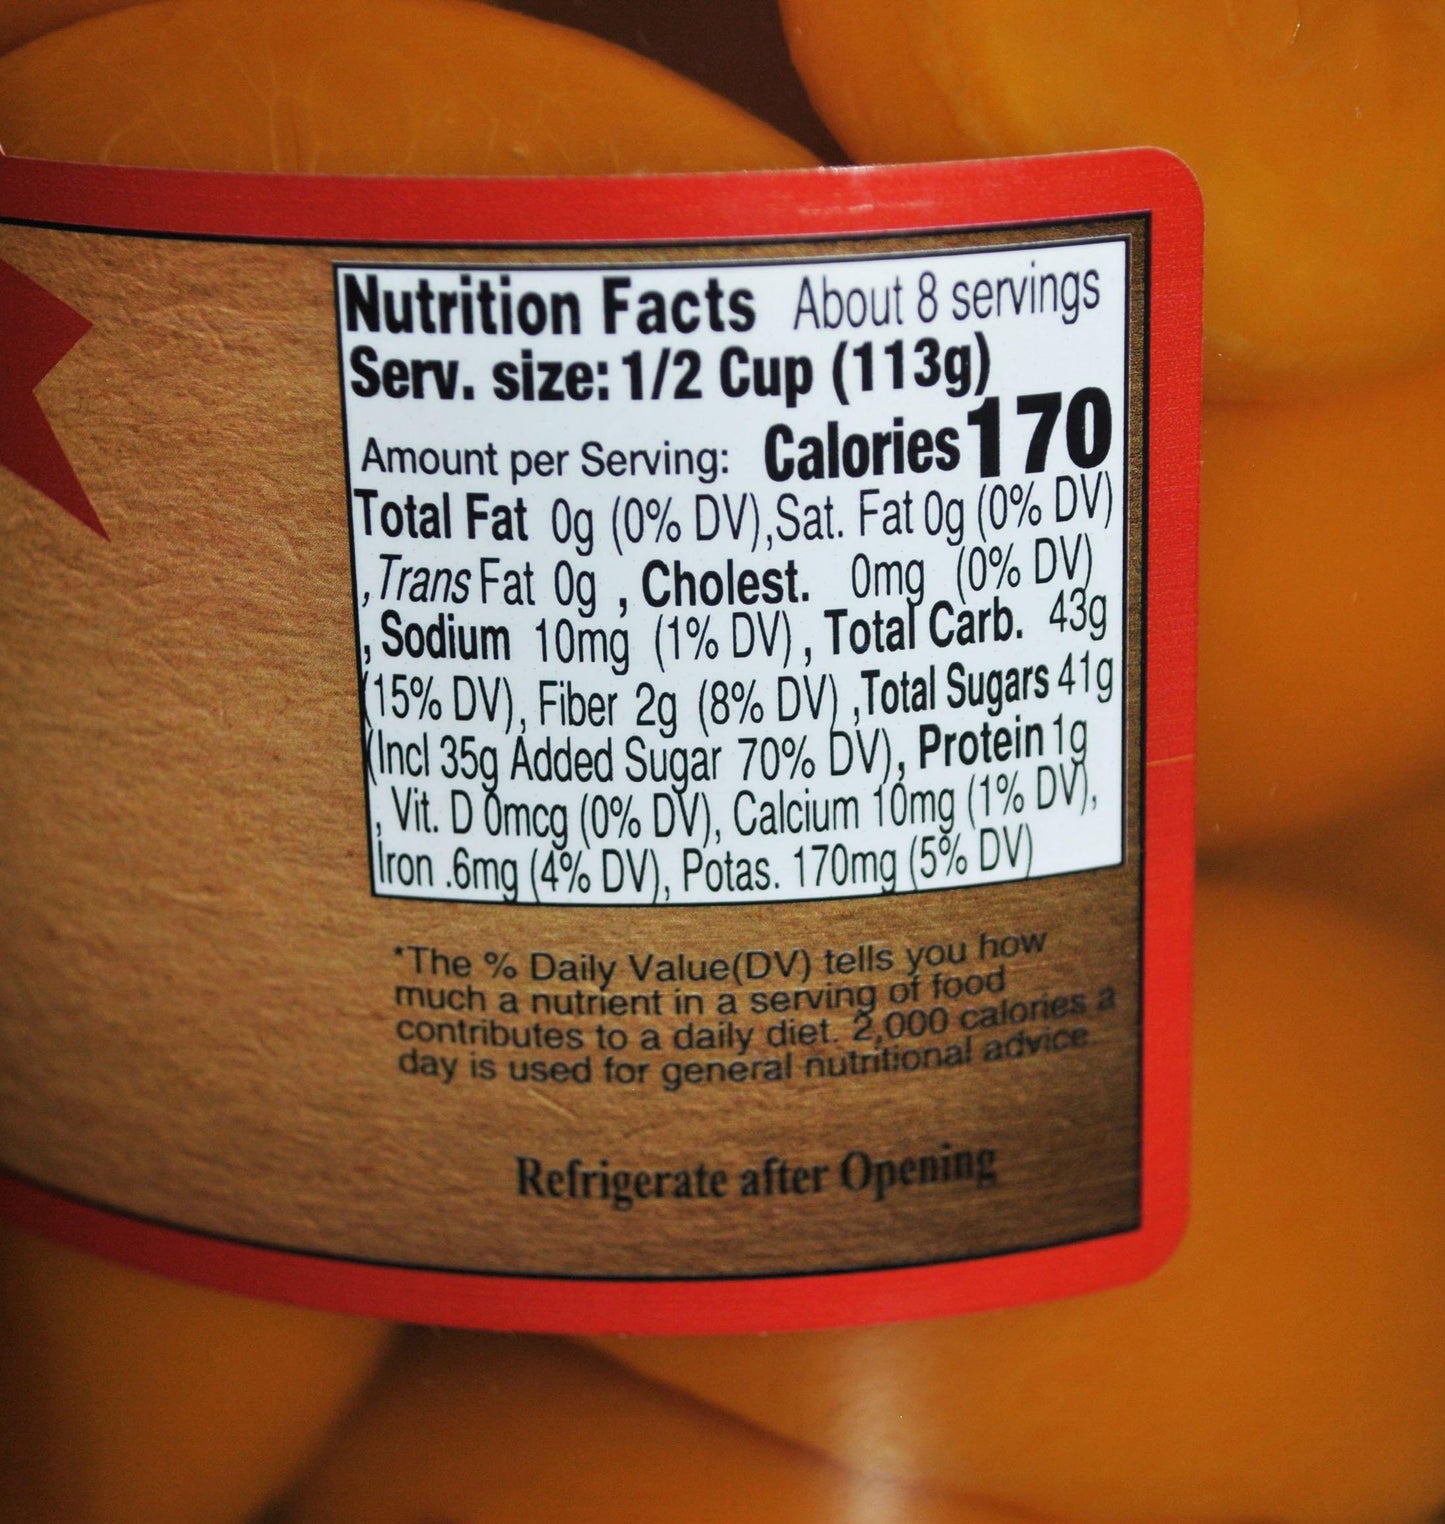 Nutrition Facts About 8 servings
Serv. size: 1/2 Cup (113g)
Amount per Serving: Calories 170
Total Fat 0g (0% DV),Sat. Fat 0g (0% DV)
, Trans Fat 0g , Cholest. 0mg (0% DV)
, Sodium 10mg (1% DV) , Total Carb. 43g
(15% DV), Fiber 2g (8% DV) ,Total Sugars 41g
(Incl 35g Added Sugar 70% DV), Protein 1g
, Vit. D 0mcg (0% DV), Calcium 10mg (1% DV),
Iron .6mg (4% DV), Potas. 170mg (5% DV)
*The % Daily Value(DV) tells you how
much a nutrient in a serving of food
contributes to a daily diet. 2,000 calories a
day is used for general nutritional advice.
Refrigerate after Opening